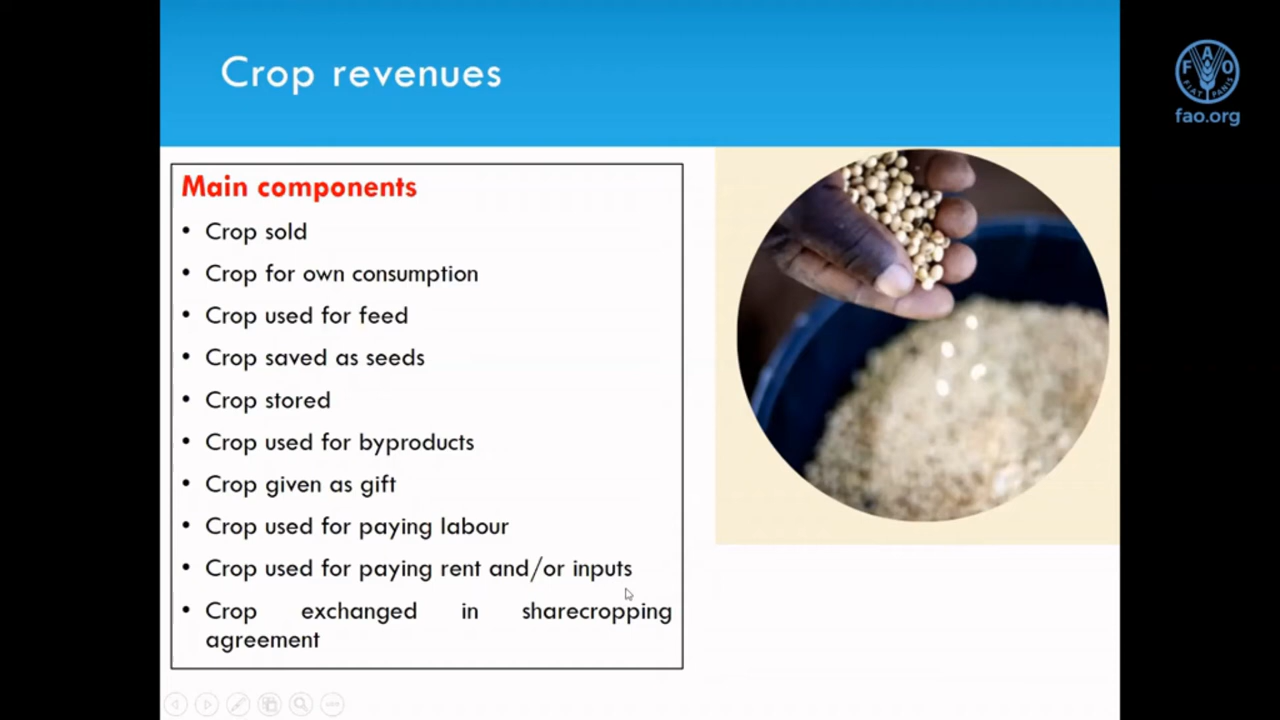 Crop revenues
Main components
• Crop sold
• Crop for own consumption
• Crop used for feed
• Crop saved as seeds
• Crop stored
• Crop used for byproducts
• Crop given as gift
• Crop used for paying labour
• Crop used for paying rent and/or inputs
• Crop exchanged in sharecropping
agreement
F A O
FIAT PANIS
fao.org